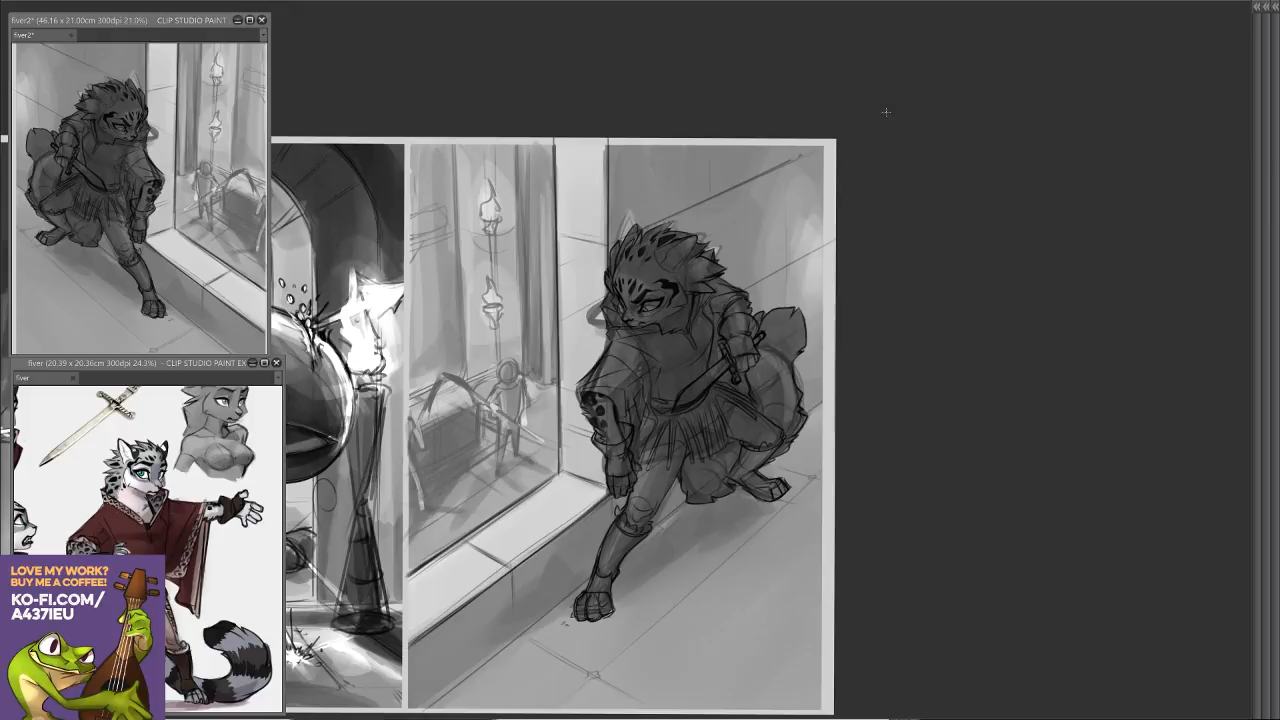 fiver2* (46.16 x 21.00cm 300dpi 21.0%) - CLIP STUDIO PAINT
fiver2*
fiver (20.39 x 20.36cm 300dpi 24.3%) - CLIP STUDIO PAINT EX
fiver
LOVE MY WORK?
BUY ME A COFFEE!
KO-FI.COM/
A437IEU